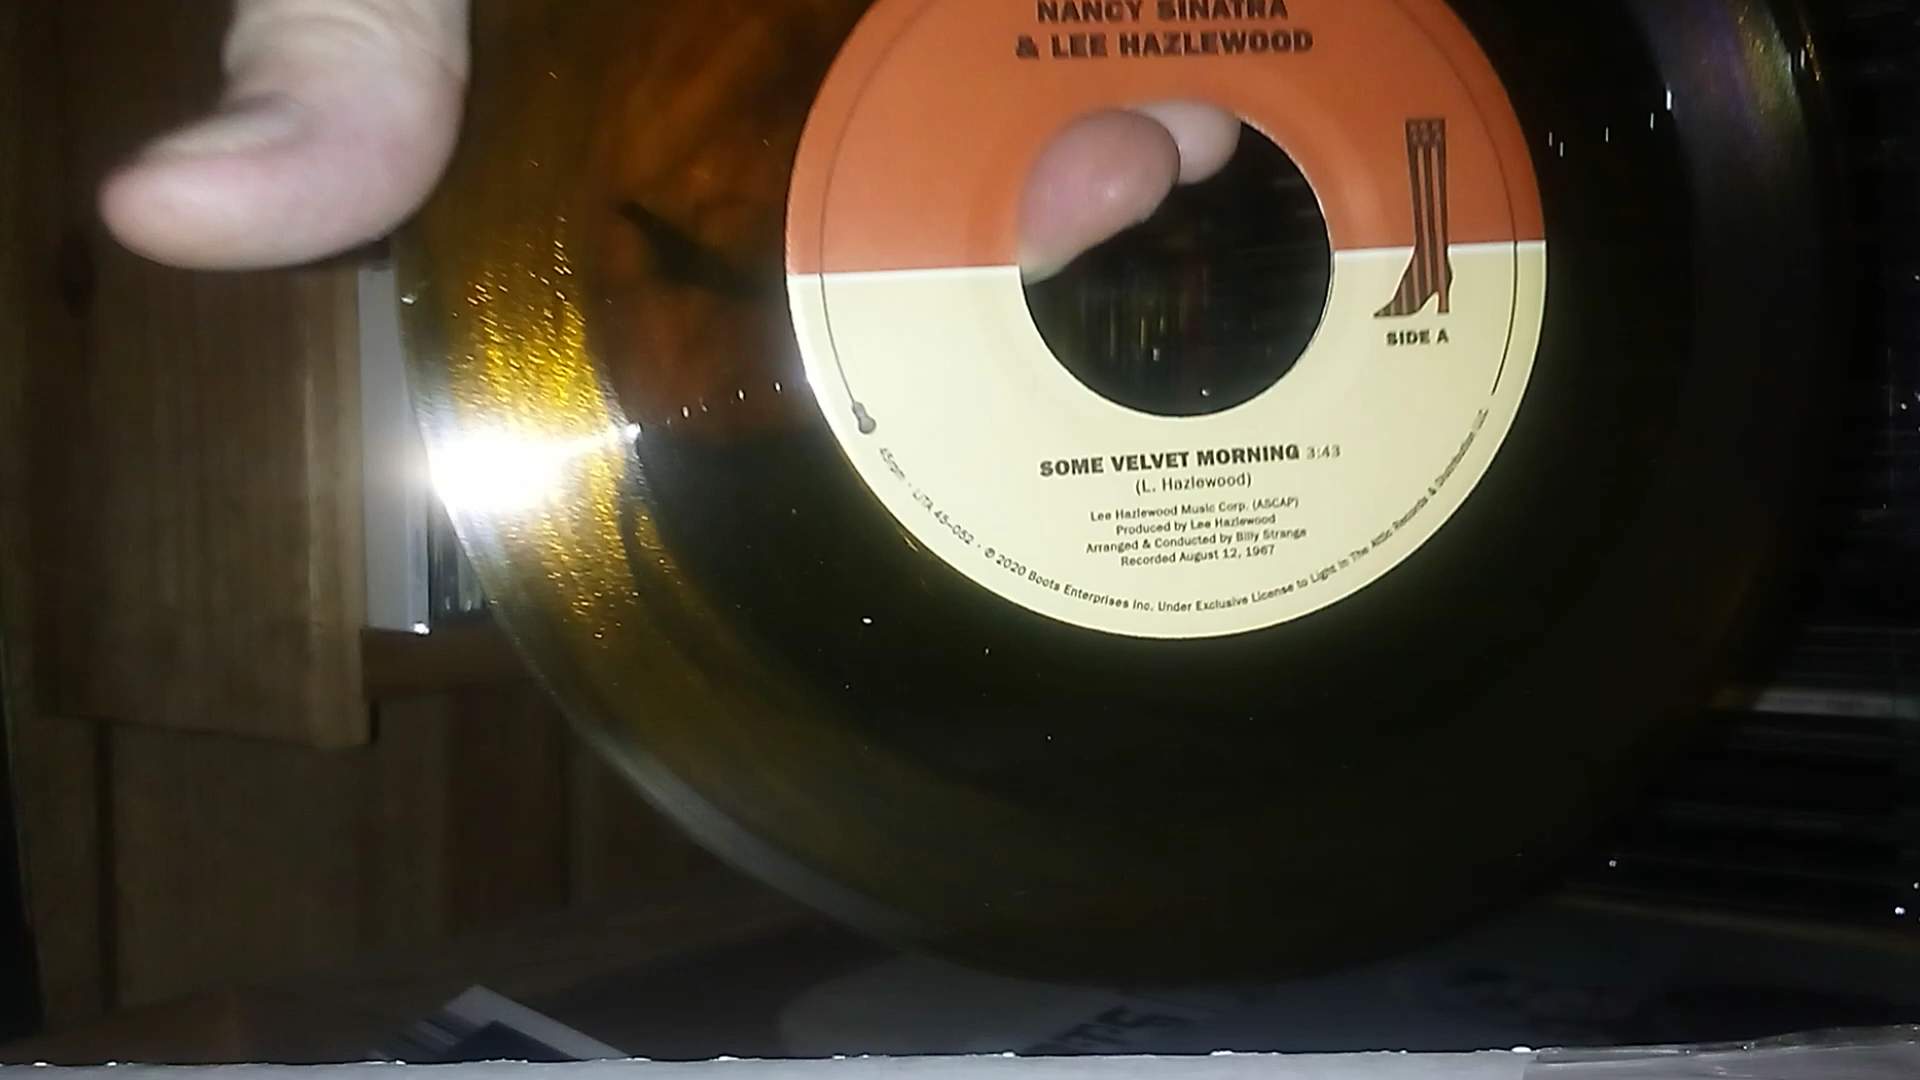 NANCY SINATRA
& LEE HAZLEWOOD
SIDE A
SOME VELVET MORNING 3:43
(L. Hazlewood)
Lee Hazlewood Music Corp. (ASCAP)
Produced by Lee Hazlewood
Arranged & Conducted by Billy Strange
Recorded August 12, 1967
45rpm · LITA 45-052 · ℗ 2020 Boots Enterprises Inc. Under Exclusive License to Light In The Attic Records & Distribution LLC